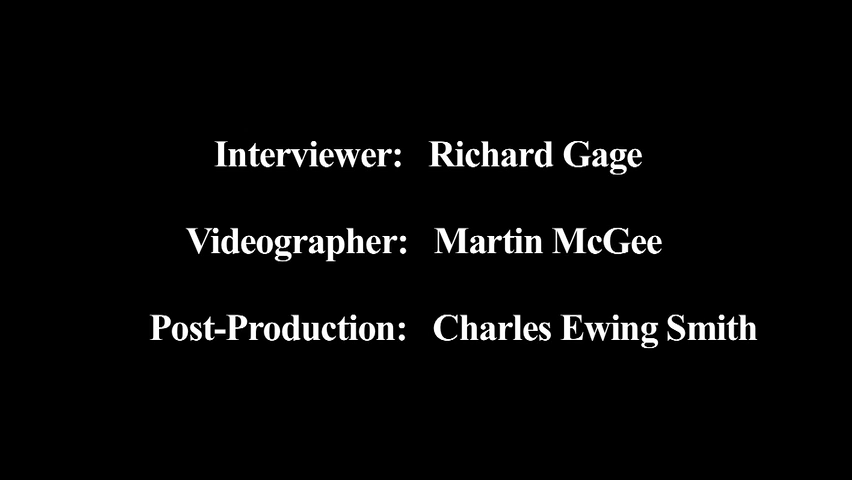 Interviewer: Richard Gage
Videographer: Martin McGee
Post-Production: Charles Ewing Smith